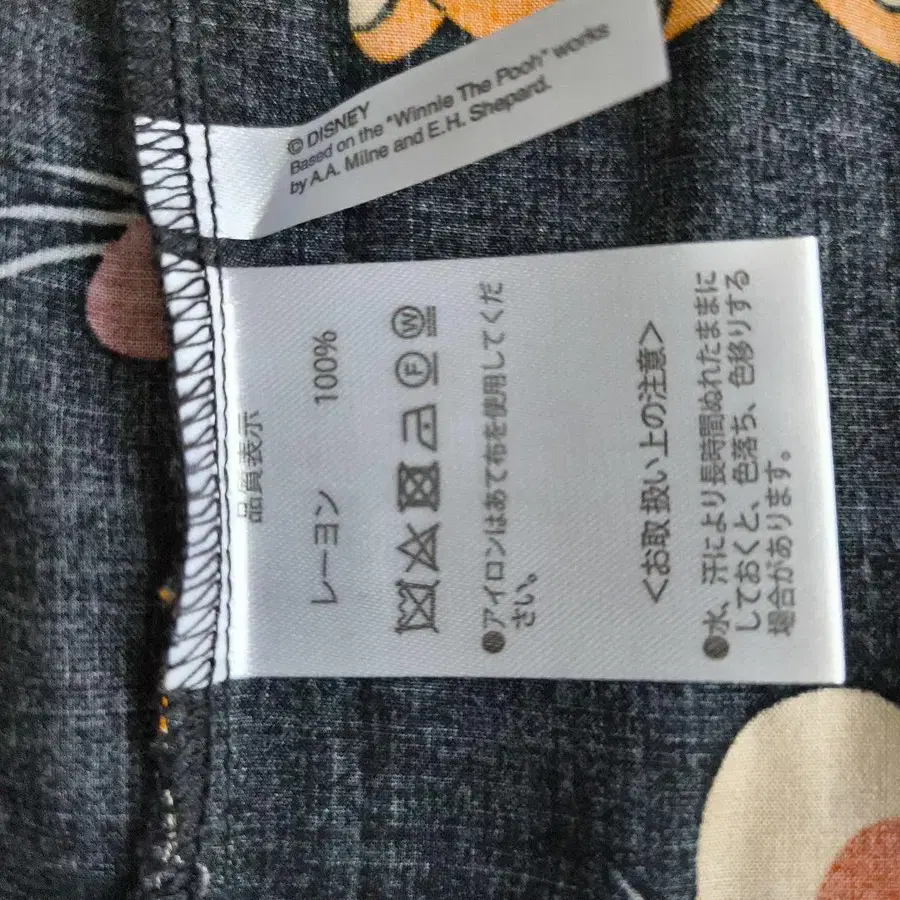 © DISNEY
Based on the "Winnie The Pooh" works
by A.A. Milne and E.H. Shepard.
品質表示
レーヨン 100%
F W
●アイロンはあて布を使用してくだ
さい。
<お取扱い上の注意>
●水、汗により長時間ぬれたままに
しておくと、色落ち、色移りする
場合があります。